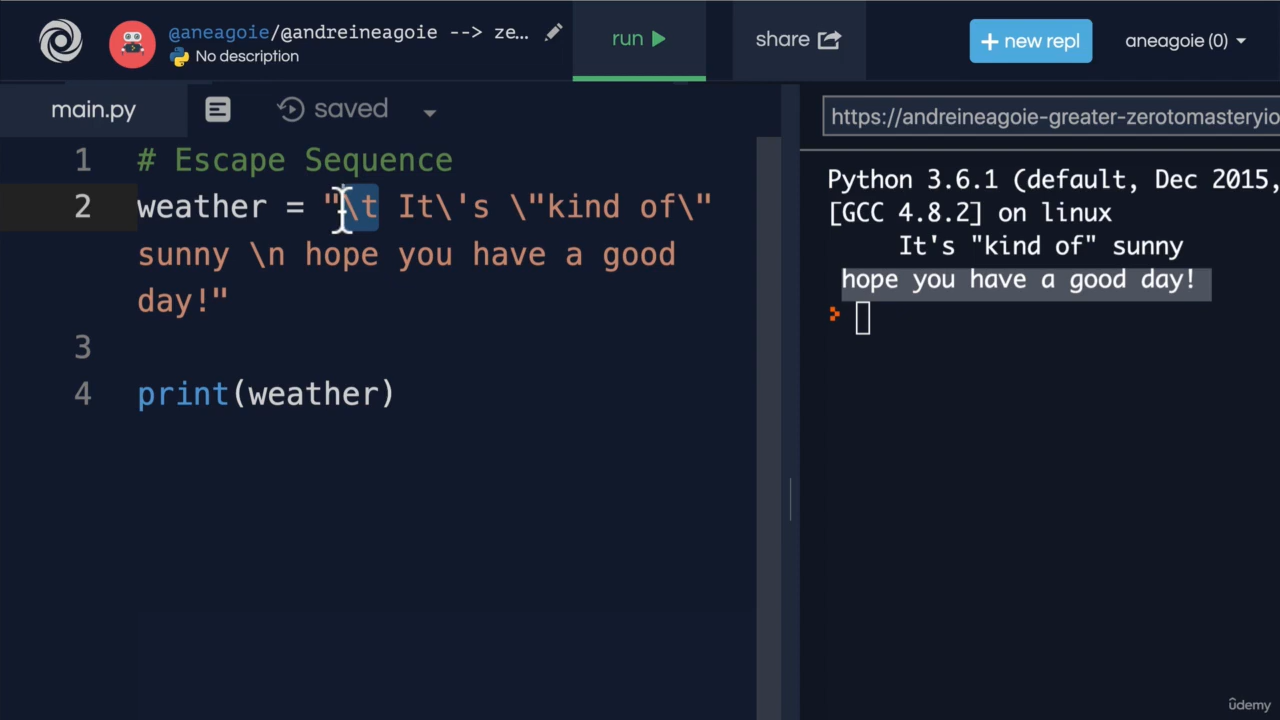 @aneagoie/@andreineagoie --> ze...
No description
run
share
+ new repl
aneagoie (0)
main.py
saved
1 # Escape Sequence
2 weather = "\t It\'s \"kind of\"
sunny \n hope you have a good
day!"
3
4 print(weather)
https://andreineagoie-greater-zerotomasteryio
Python 3.6.1 (default, Dec 2015,
[GCC 4.8.2] on linux
It's "kind of" sunny
hope you have a good day!
ûdemy